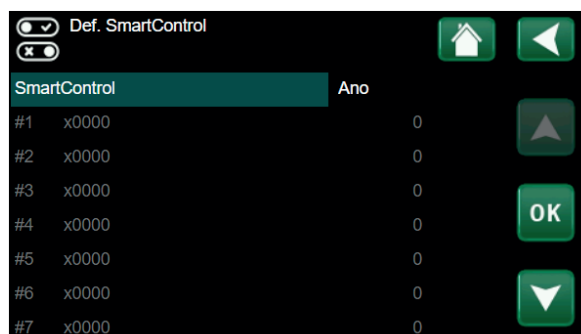 Def. SmartControl
SmartControl Ano
#1 x0000 0
#2 x0000 0
#3 x0000 0
#4 x0000 0
OK
#5 x0000 0
#6 x0000 0
#7 x0000 0